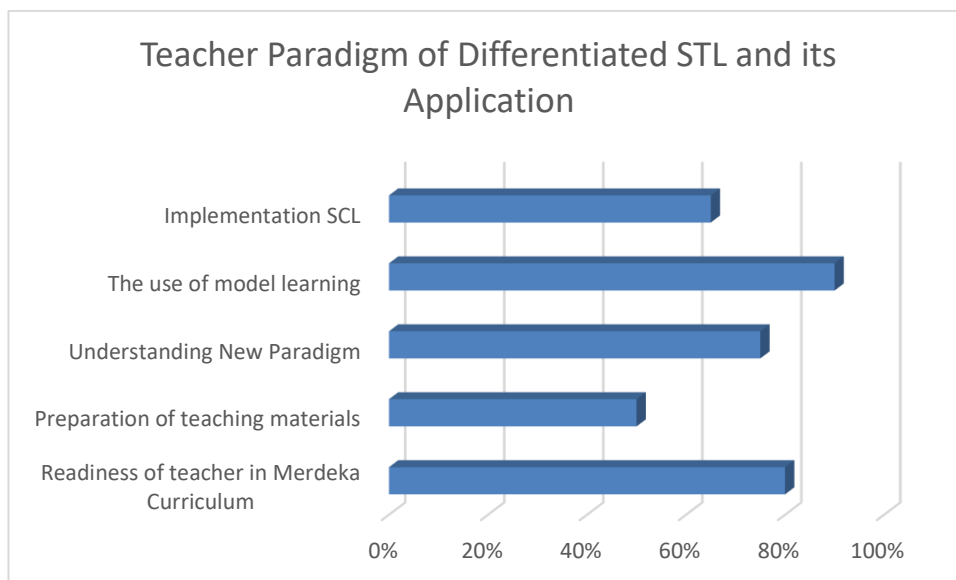 Teacher Paradigm of Differentiated STL and its
Application
Implementation SCL
The use of model learning
Understanding New Paradigm
Preparation of teaching materials
Readiness of teacher in Merdeka
Curriculum
0% 20% 40% 60% 80% 100%